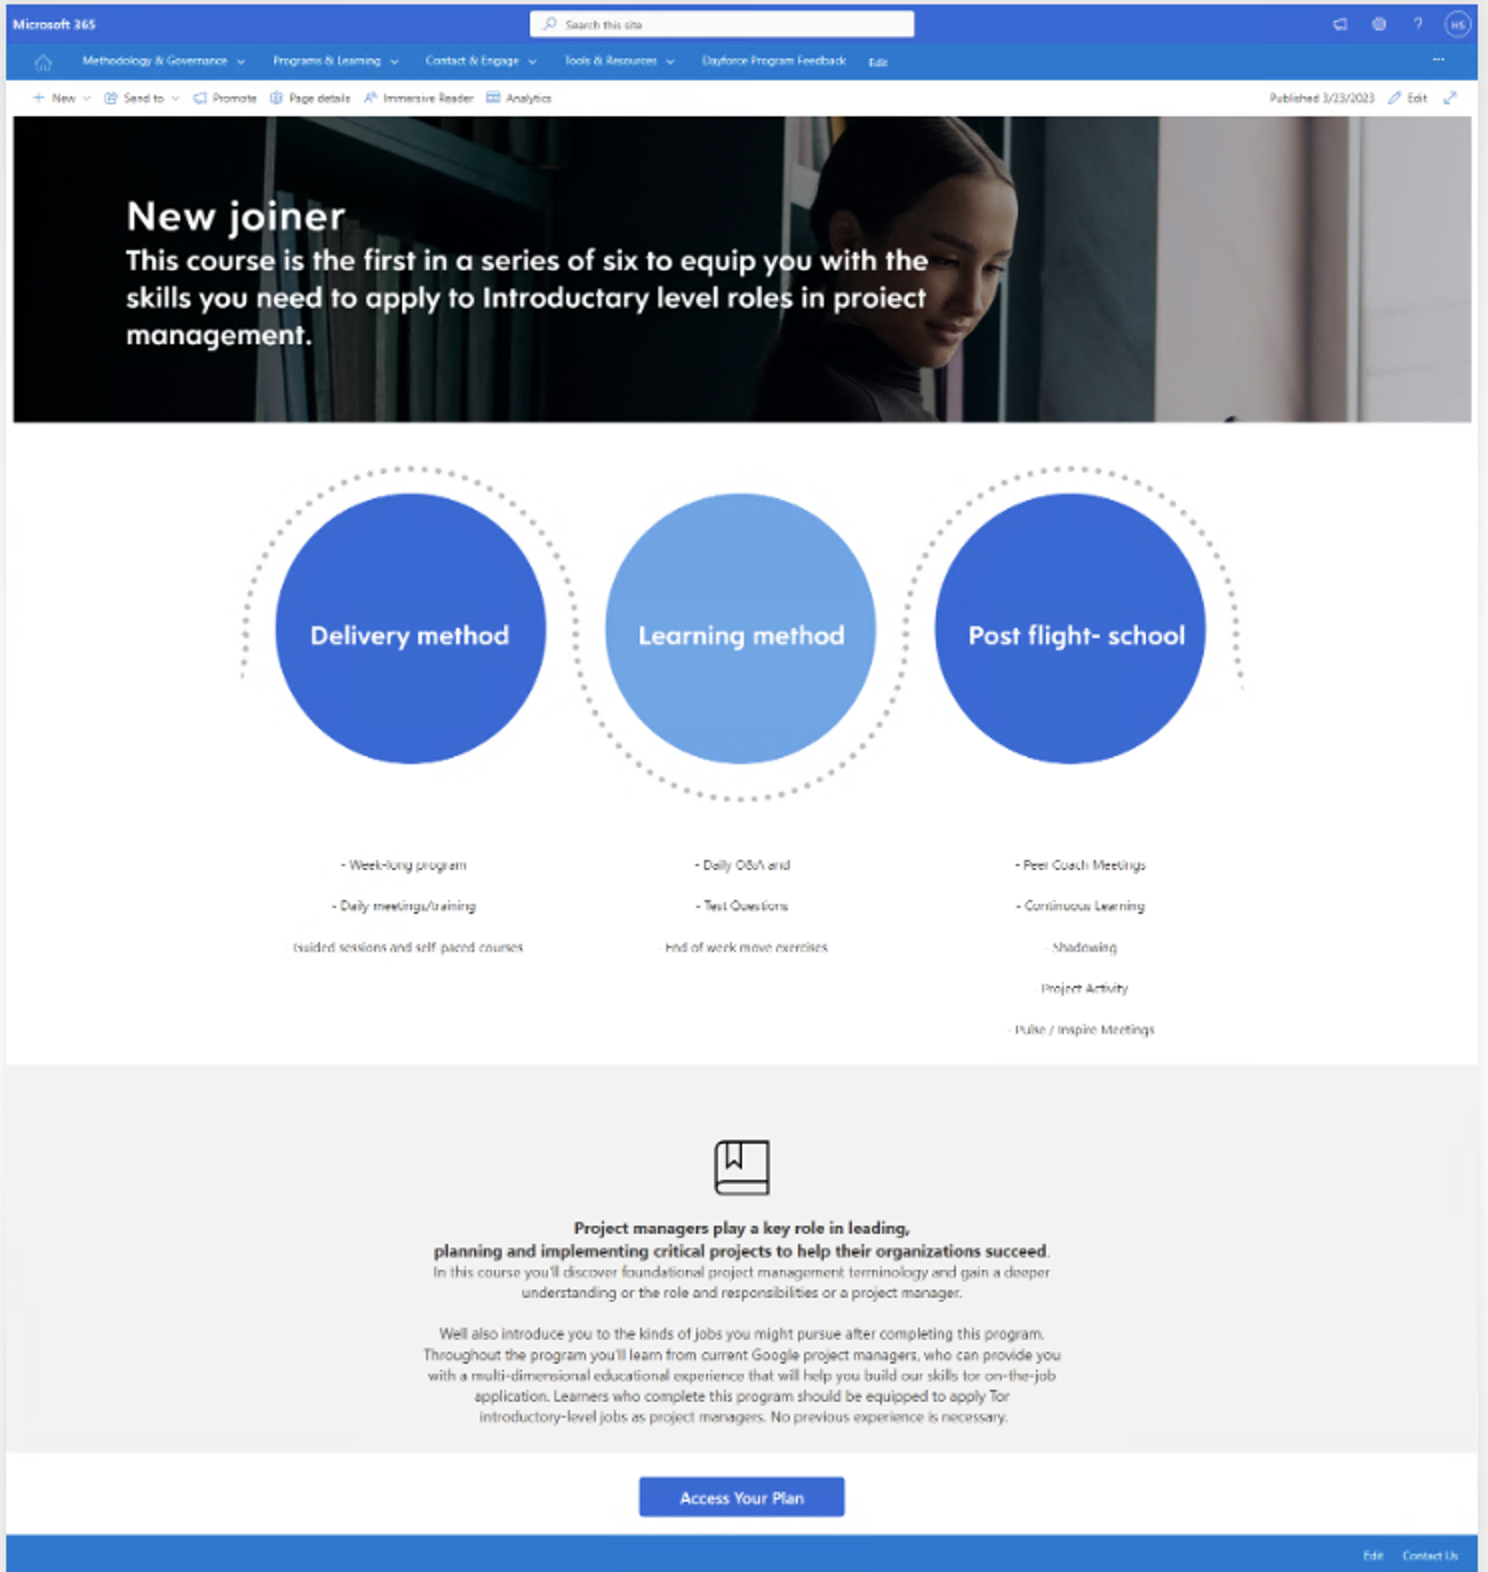 Microsoft 365
Search this site
?
HS
Methodology & Governance
Programs & Learning
Contact & Engage
Tools & Resources
Dayforce Program Feedback
Edit
...
+ New
Send to
Promote
Page details
Immersive Reader
Analytics
Published 3/23/2023
Edit
New joiner
This course is the first in a series of six to equip you with the
skills you need to apply to Introductary level roles in project
management.
Delivery method
Learning method
Post flight- school
- Week-long program
- Daily meetings/training
- Guided sessions and self paced courses
- Daily Q&A and
- Test Questions
- End of week move exercises
- Peer Coach Meetings
- Continuous Learning
- Shadowing
- Project Activity
- Pulse / Inspire Meetings
Project managers play a key role in leading,
planning and implementing critical projects to help their organizations succeed.
In this course you'll discover foundational project management terminology and gain a deeper
understanding or the role and responsibilities or a project manager.
Well also introduce you to the kinds of jobs you might pursue after completing this program.
Throughout the program you'll learn from current Google project managers, who can provide you
with a multi-dimensional educational experience that will help you build our skills tor on-the-job
application. Learners who complete this program should be equipped to apply Tor
introductory-level jobs as project managers. No previous experience is necessary.
Access Your Plan
Edit
Contact Us